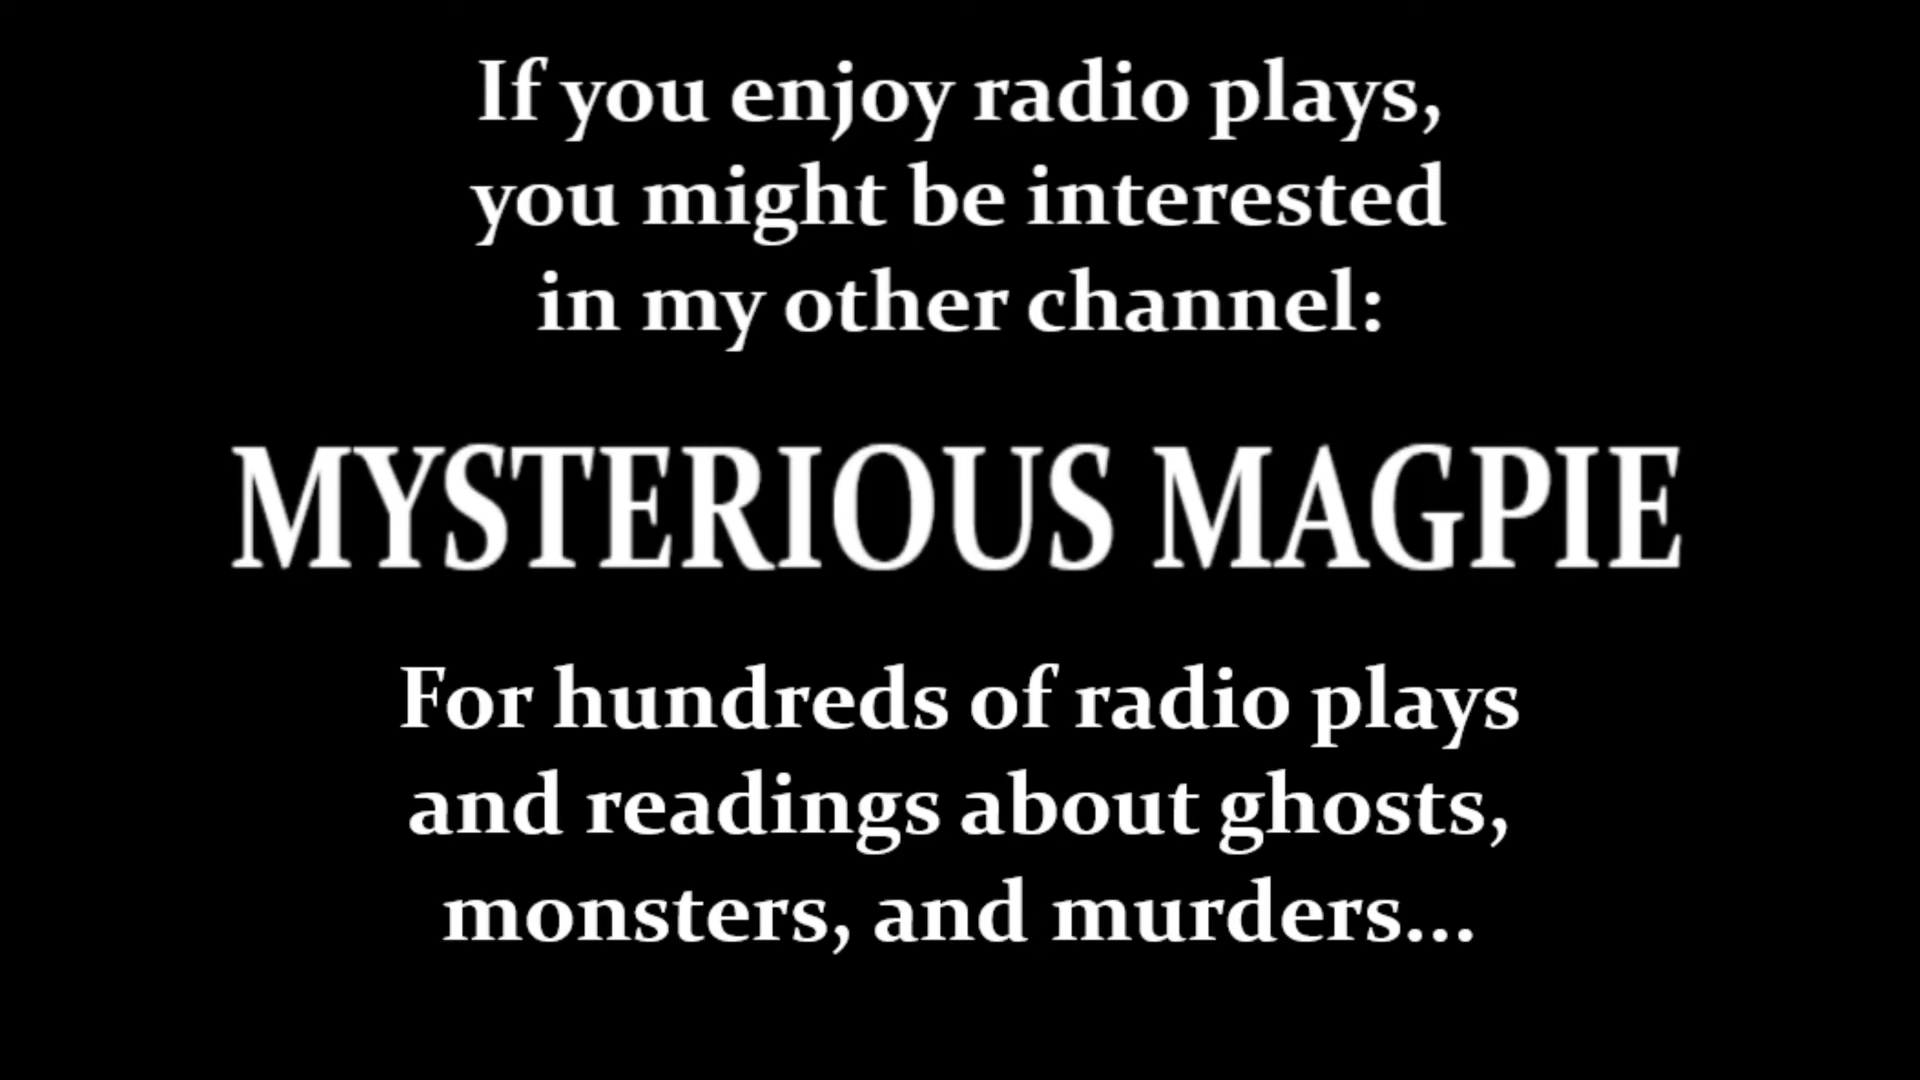 If you enjoy radio plays,
you might be interested
in my other channel:
MYSTERIOUS MAGPIE
For hundreds of radio plays
and readings about ghosts,
monsters, and murders...